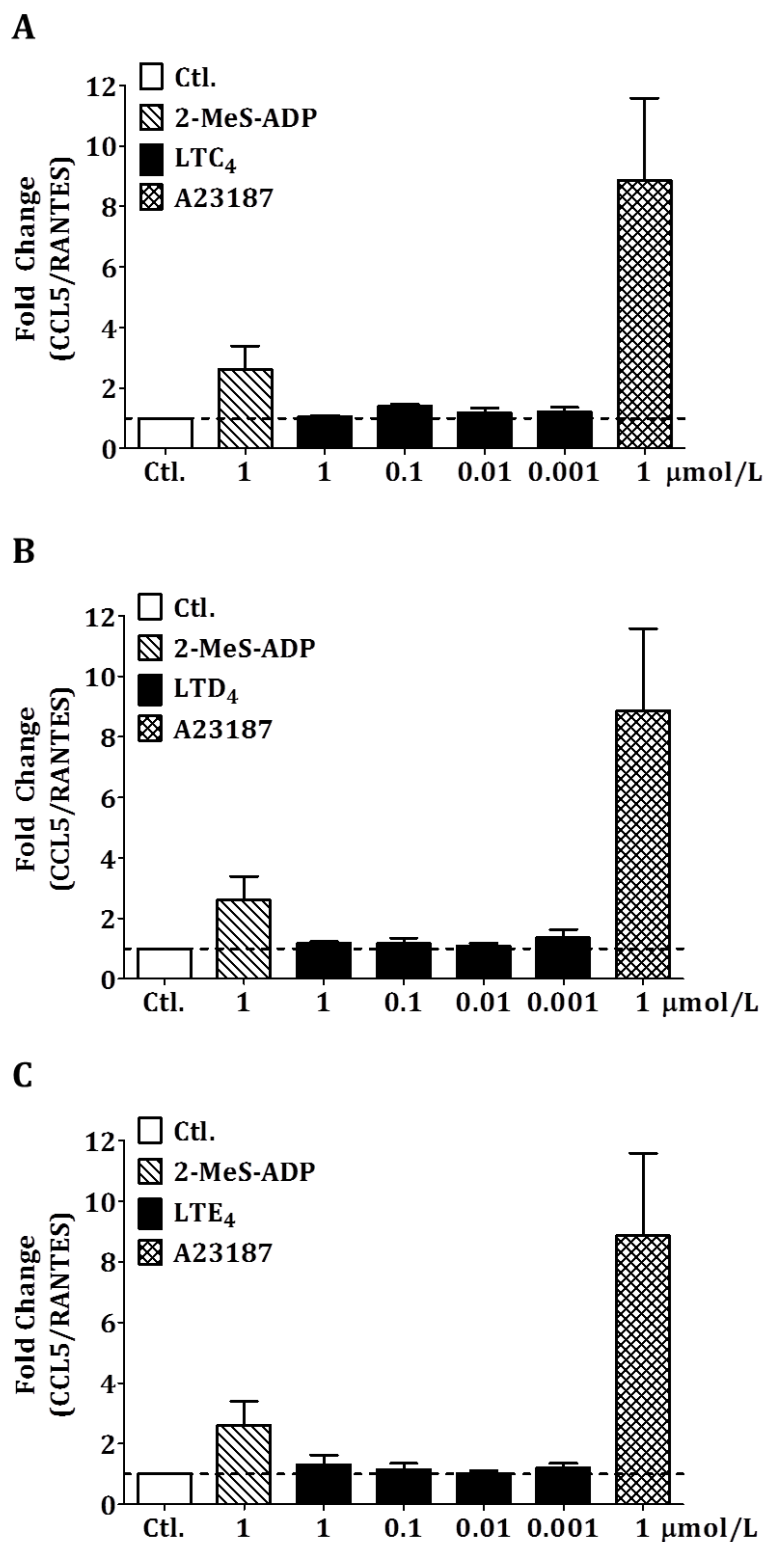 A
Fold Change
(CCL5/RANTES)
12
10
8
6
4
2
0
Ctl.
2-MeS-ADP
LTC₄
A23187
Ctl. 1 1 0.1 0.01 0.001 1 μmol/L
B
Fold Change
(CCL5/RANTES)
12
10
8
6
4
2
0
Ctl.
2-MeS-ADP
LTD₄
A23187
Ctl. 1 1 0.1 0.01 0.001 1 μmol/L
C
Fold Change
(CCL5/RANTES)
12
10
8
6
4
2
0
Ctl.
2-MeS-ADP
LTE₄
A23187
Ctl. 1 1 0.1 0.01 0.001 1 μmol/L